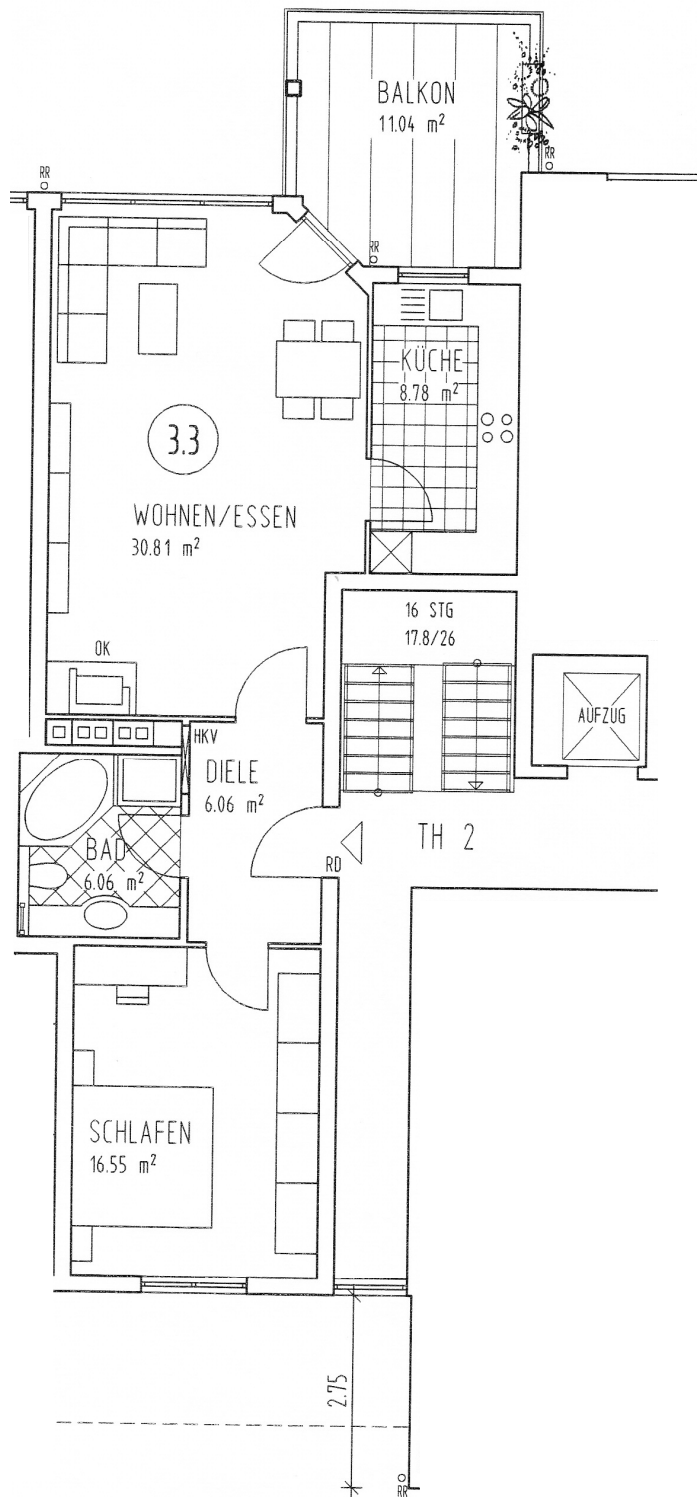 BALKON
11.04 m²
RR
RR
RR
KÜCHE
8.78 m²
3.3
WOHNEN/ESSEN
30.81 m²
16 STG
17.8/26
OK
AUFZUG
HKV
DIELE
6.06 m²
TH 2
BAD
6.06 m²
RD
SCHLAFEN
16.55 m²
2.75
RR